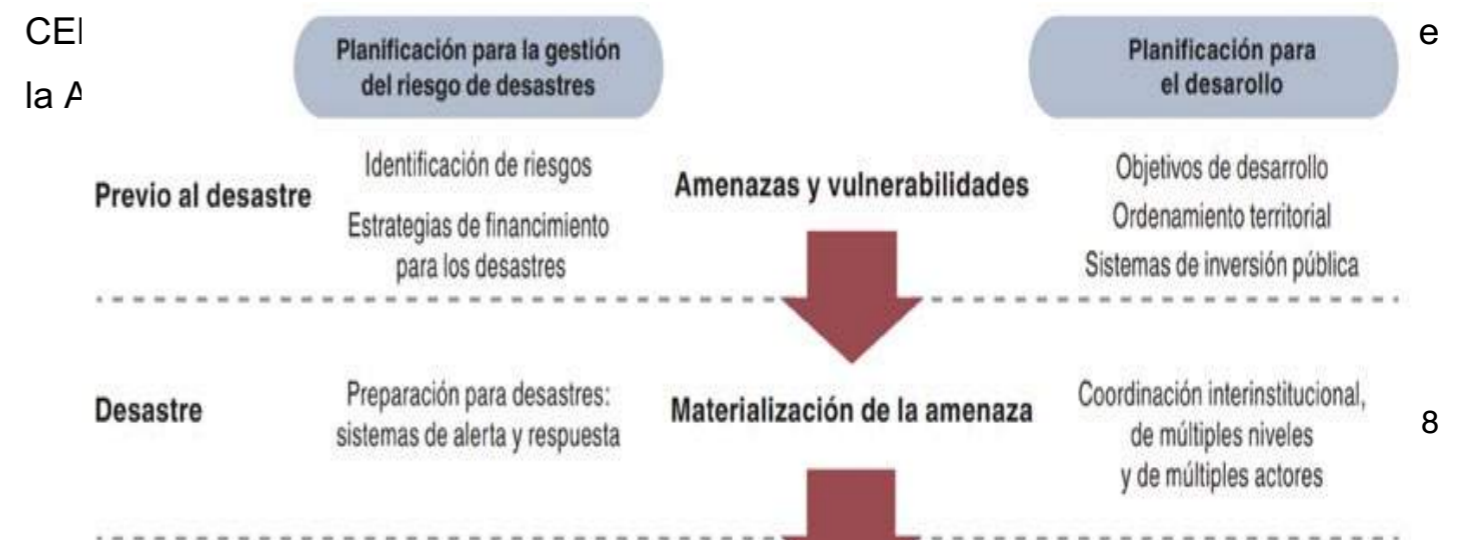 Planificación para la gestión
del riesgo de desastres
Planificación para
el desarollo
e
la A
Previo al desastre
Identificación de riesgos
Estrategias de financimiento
para los desastres
Amenazas y vulnerabilidades
Objetivos de desarrollo
Ordenamiento territorial
Sistemas de inversión pública
Desastre
Preparación para desastres:
sistemas de alerta y respuesta
Materialización de la amenaza
Coordinación interinstitucional,
de múltiples niveles
y de múltiples actores
8